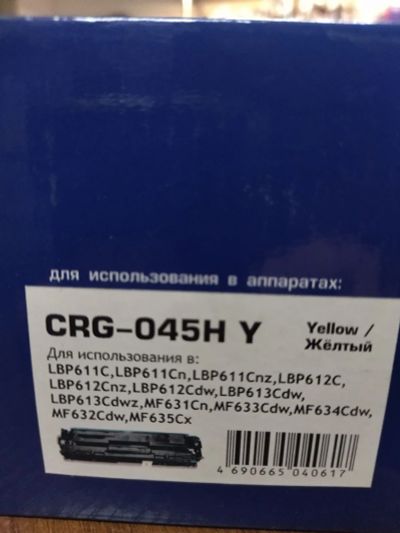 для использования в аппаратах:
CRG-045H Y Yellow / Жёлтый
Для использования в:
LBP611C,LBP611Cn,LBP611Cnz,LBP612C,
LBP612Cnz,LBP612Cdw,LBP613Cdw,
LBP613Cdwz,MF631Cn,MF633Cdw,MF634Cdw,
MF632Cdw,MF635Cx
4 690665 040617